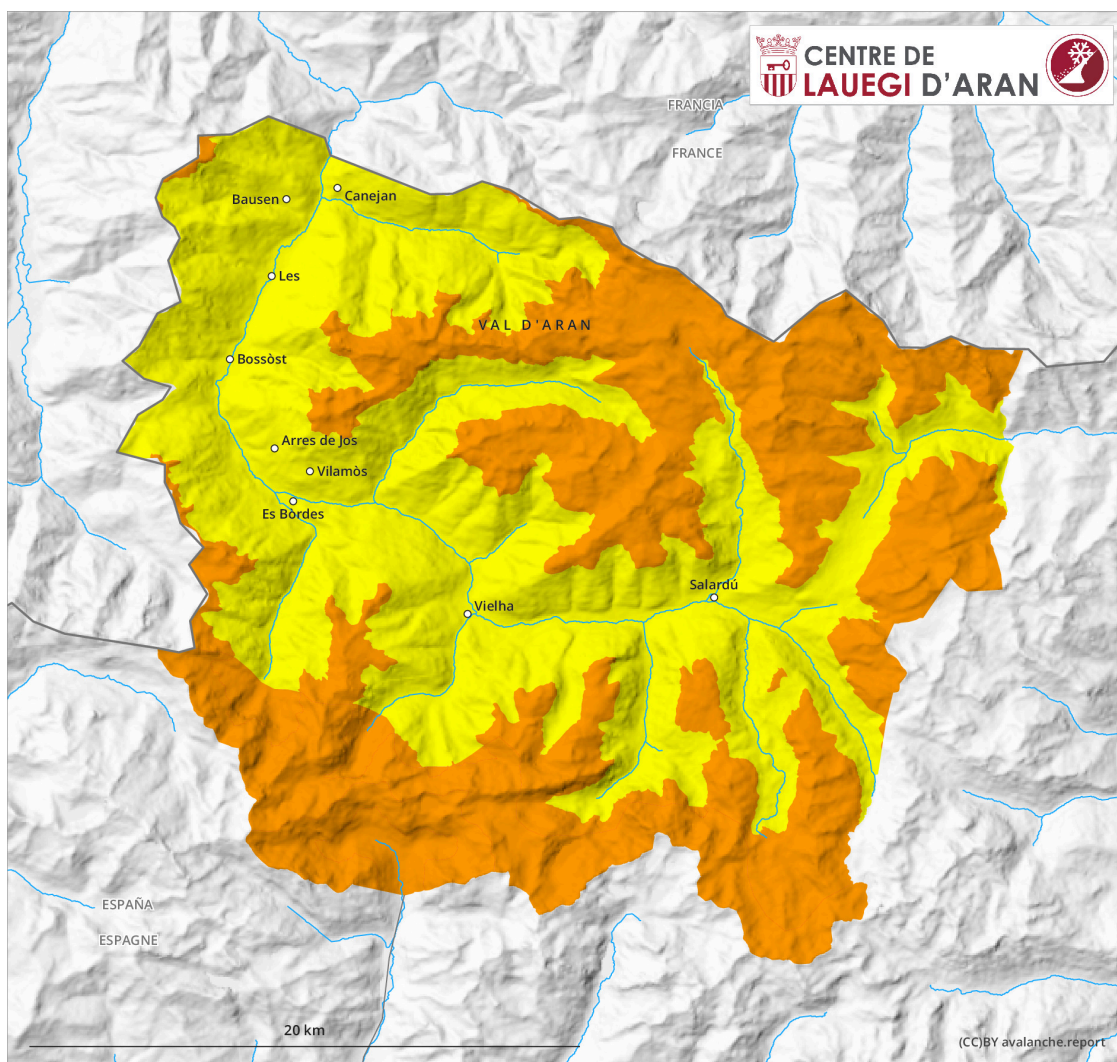 CENTRE DE
LAUEGI D'ARAN
FRANCIA
FRANCE
Bausen
Canejan
Les
VAL D'ARAN
Bossòst
Arres de Jos
Vilamòs
Es Bòrdes
Salardú
Vielha
ESPAÑA
ESPAGNE
20 km
(CC)BY avalanche.report